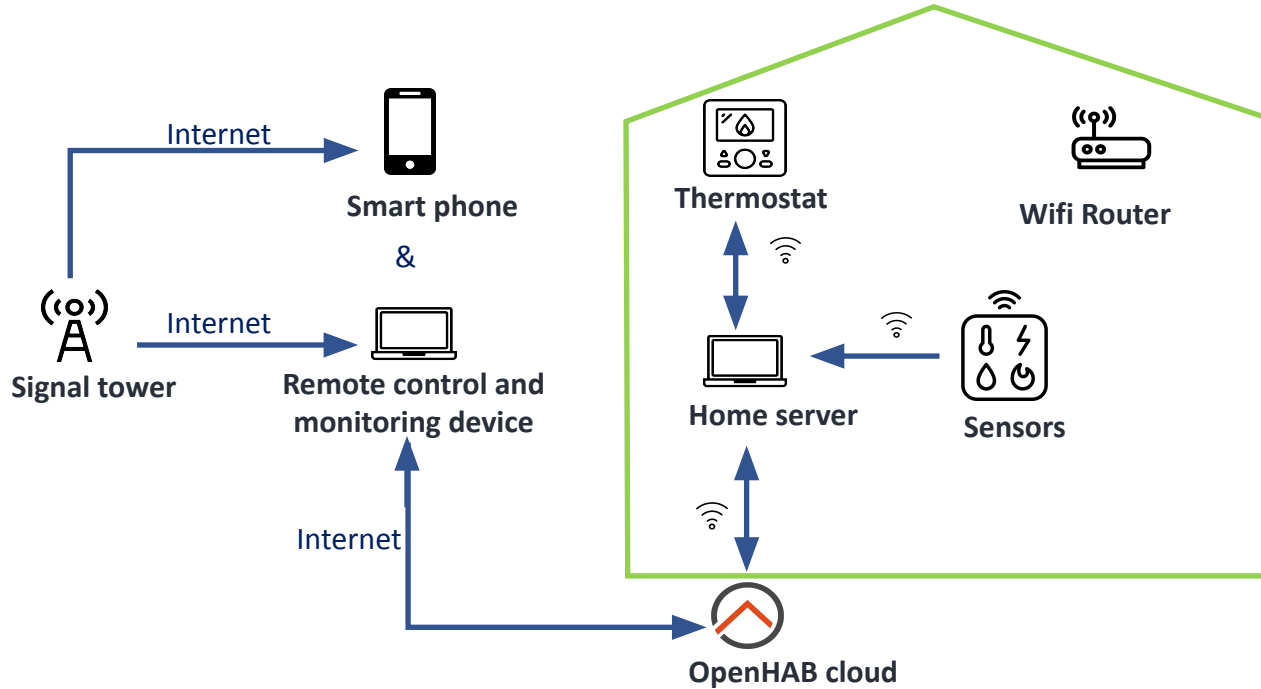 Internet
Smart phone
&
Internet
Signal tower
Remote control and
monitoring device
Internet
Thermostat
Wifi Router
Home server
Sensors
OpenHAB cloud